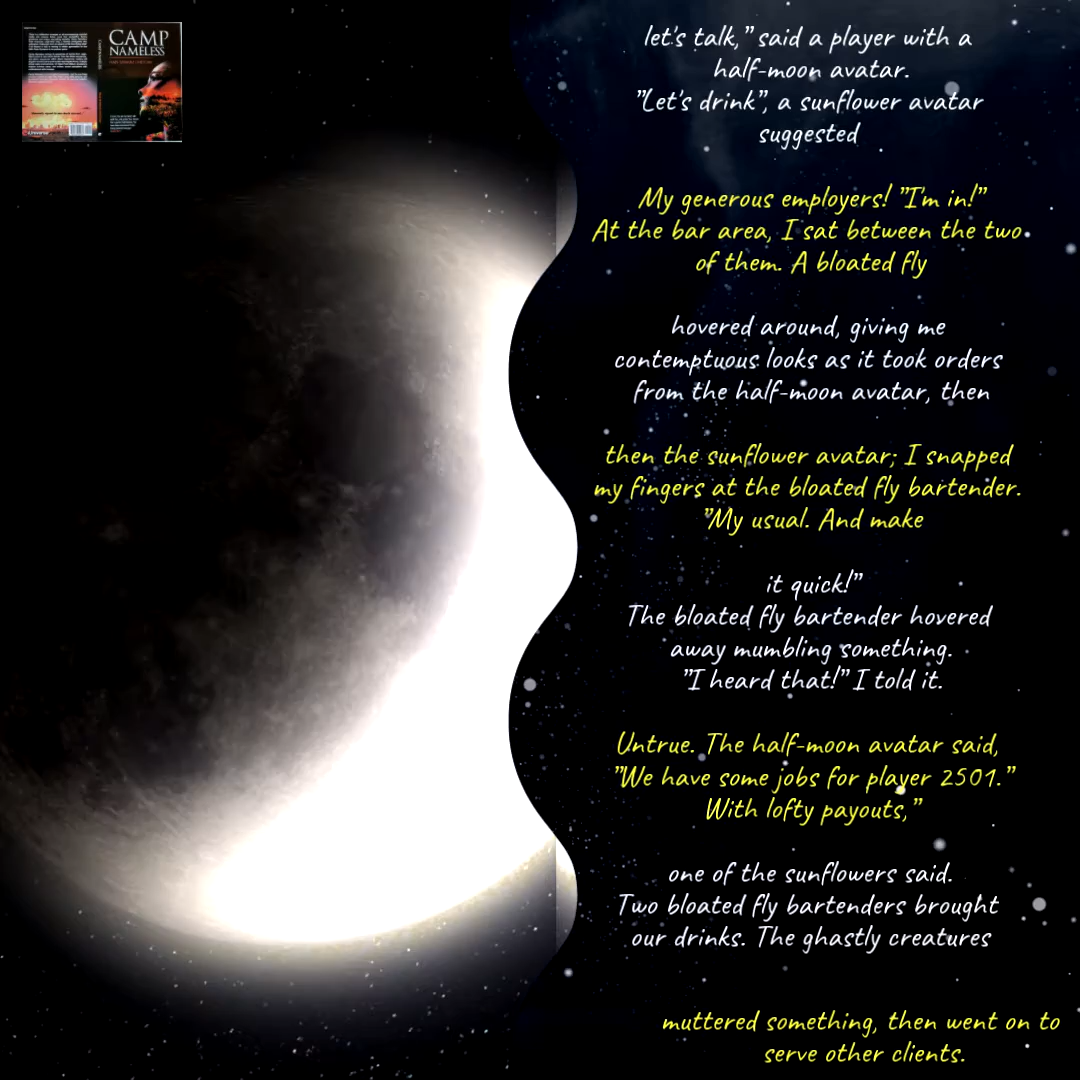 CAMP
NAMELESS
iUniverse
let's talk,” said a player with a
half-moon avatar.
”Let's drink”, a sunflower avatar
suggested
My generous employers! ”I'm in!”
At the bar area, I sat between the two
of them. A bloated fly
hovered around, giving me
contemptuous looks as it took orders
from the half-moon avatar, then
then the sunflower avatar; I snapped
my fingers at the bloated fly bartender.
”My usual. And make
it quick!”
The bloated fly bartender hovered
away mumbling something.
”I heard that!” I told it.
Untrue. The half-moon avatar said,
”We have some jobs for player 2501.”
With lofty payouts,”
one of the sunflowers said.
Two bloated fly bartenders brought
our drinks. The ghastly creatures
muttered something, then went on to
serve other clients.